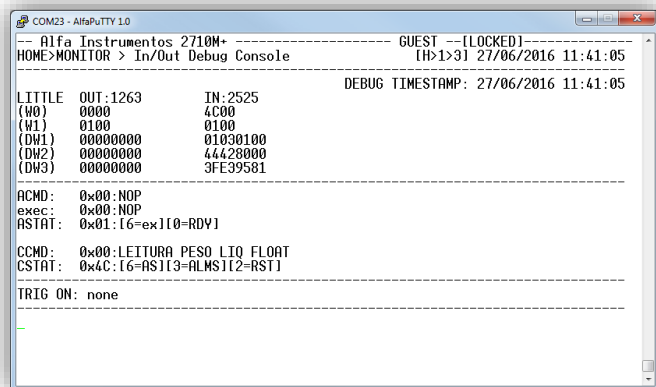 COM23 - AlfaPuTTY 1.0
-- Alfa Instrumentos 2710M+ ---------------- GUEST --[LOCKED]--------------
HOME>MONITOR > In/Out Debug Console [H>1>3] 27/06/2016 11:41:05
DEBUG TIMESTAMP: 27/06/2016 11:41:05
LITTLE OUT:1263 IN:2525
(W0) 0000 4C00
(W1) 0100 0100
(DW1) 00000000 01030100
(DW2) 00000000 44428000
(DW3) 00000000 3FE39581
ACMD: 0x00:NOP
exec: 0x00:NOP
ASTAT: 0x01:[6=ex][0=RDY]
CCMD: 0x00:LEITURA PESO LIQ FLOAT
CSTAT: 0x4C:[6=AS][3=ALMS][2=RST]
TRIG ON: none